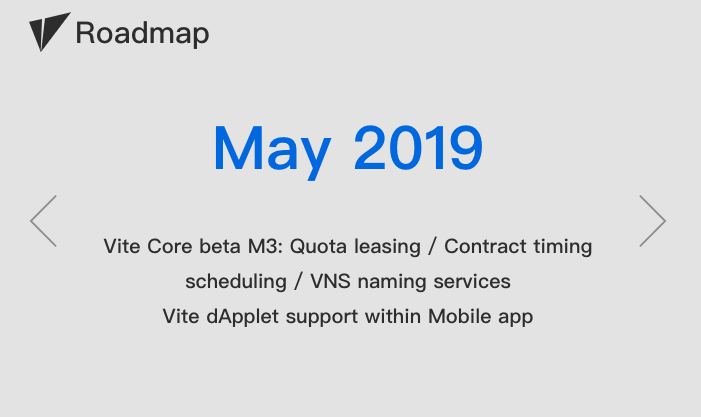 Roadmap
May 2019
Vite Core beta M3: Quota leasing / Contract timing
scheduling / VNS naming services
Vite dApplet support within Mobile app